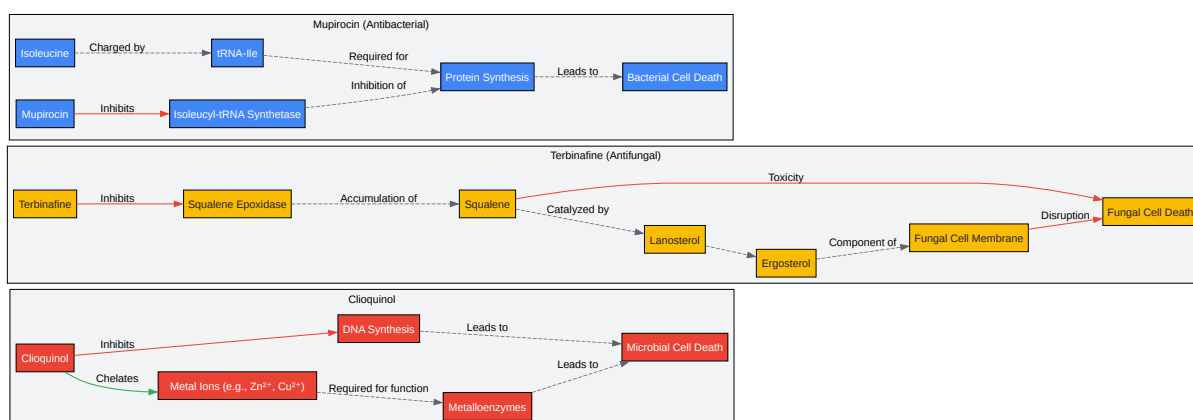 Mupirocin (Antibacterial)
Isoleucine
Charged by
tRNA-Ile
Required for
Protein Synthesis
Leads to
Bacterial Cell Death
Inhibition of
Mupirocin
Inhibits
Isoleucyl-tRNA Synthetase
Terbinafine (Antifungal)
Toxicity
Terbinafine
Inhibits
Squalene Epoxidase
Accumulation of
Squalene
Catalyzed by
Lanosterol
Ergosterol
Component of
Fungal Cell Membrane
Disruption
Fungal Cell Death
Clioquinol
Clioquinol
Inhibits
DNA Synthesis
Leads to
Microbial Cell Death
Chelates
Metal Ions (e.g., Zn²⁺, Cu²⁺)
Required for function
Metalloenzymes
Leads to